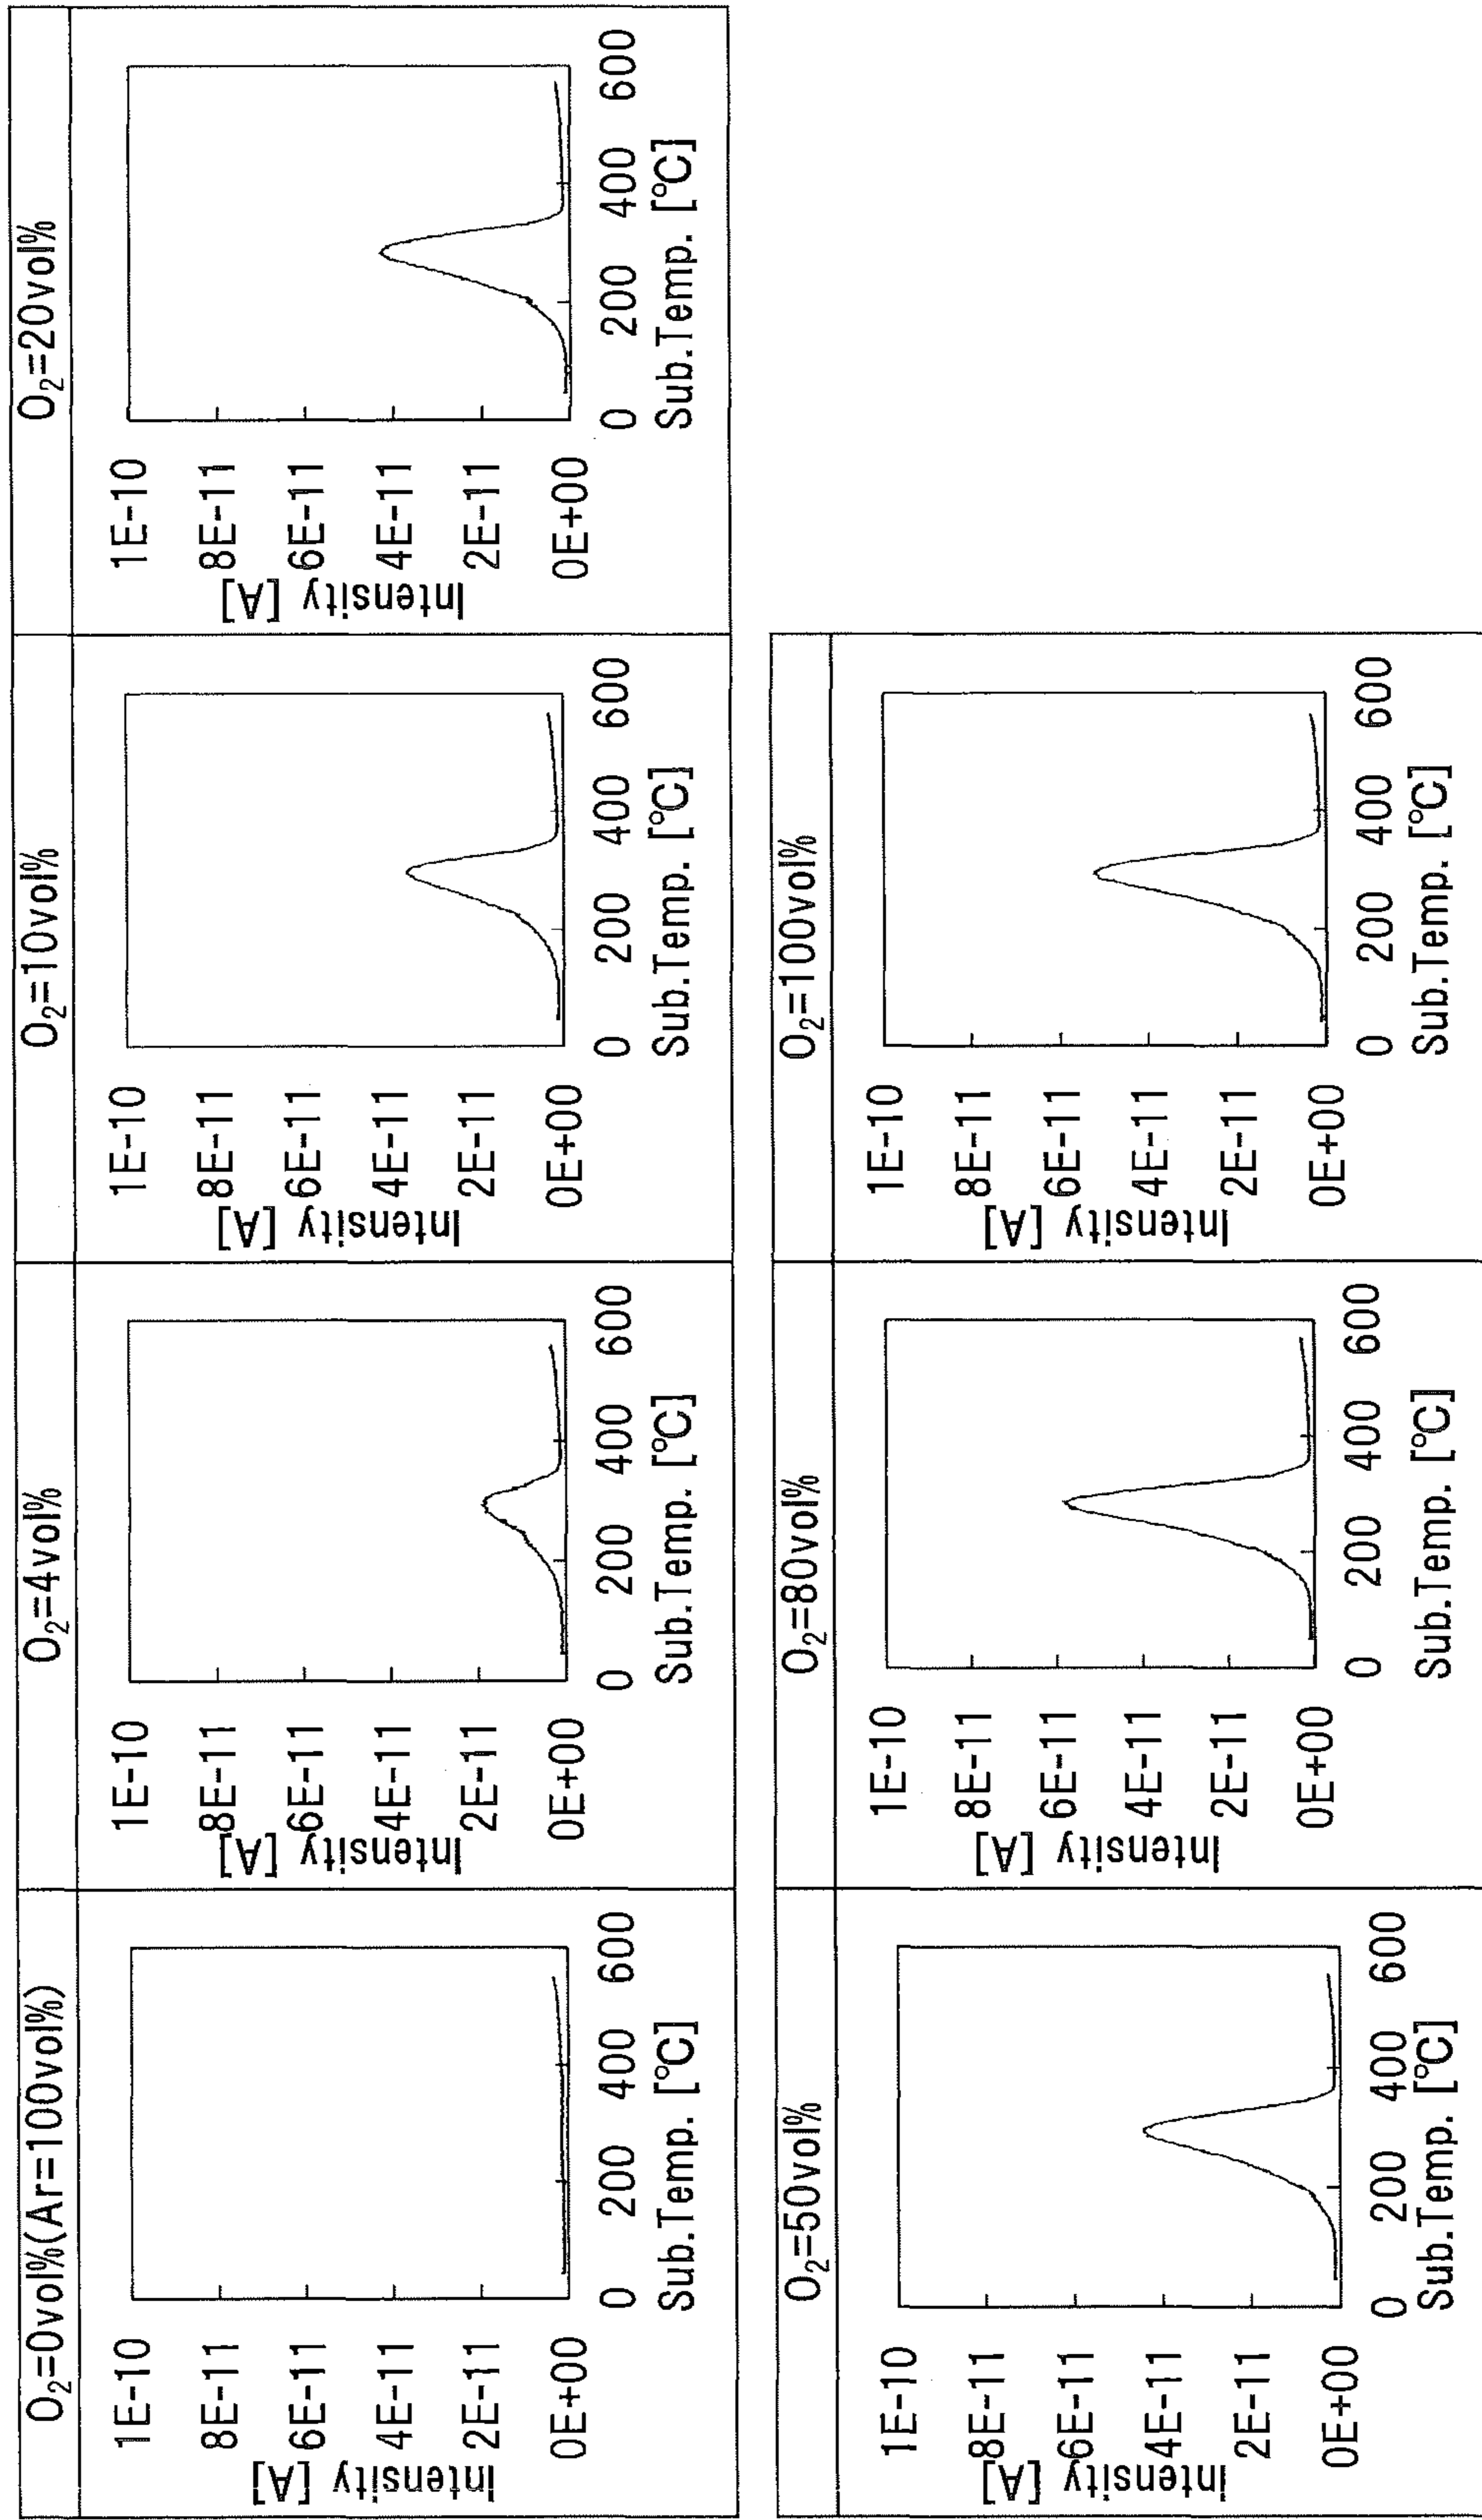 O₂=0vol%(Ar=100vol%)
Intensity [A]
1E-10
8E-11
6E-11
4E-11
2E-11
0E+00
0 200 400 600
Sub.Temp. [℃]
O₂=4vol%
Intensity [A]
1E-10
8E-11
6E-11
4E-11
2E-11
0E+00
0 200 400 600
Sub.Temp. [℃]
O₂=10vol%
Intensity [A]
1E-10
8E-11
6E-11
4E-11
2E-11
0E+00
0 200 400 600
Sub.Temp. [℃]
O₂=20vol%
Intensity [A]
1E-10
8E-11
6E-11
4E-11
2E-11
0E+00
0 200 400 600
Sub.Temp. [℃]
O₂=50vol%
intensity [A]
1E-10
8E-11
6E-11
4E-11
2E-11
0E+00
0 200 400 600
Sub.Temp. [℃]
O₂=80vol%
Intensity [A]
1E-10
8E-11
6E-11
4E-11
2E-11
0E+00
0 200 400 600
Sub.Temp. [℃]
O₂=100vol%
Intensity [A]
1E-10
8E-11
6E-11
4E-11
2E-11
0E+00
0 200 400 600
Sub.Temp. [℃]